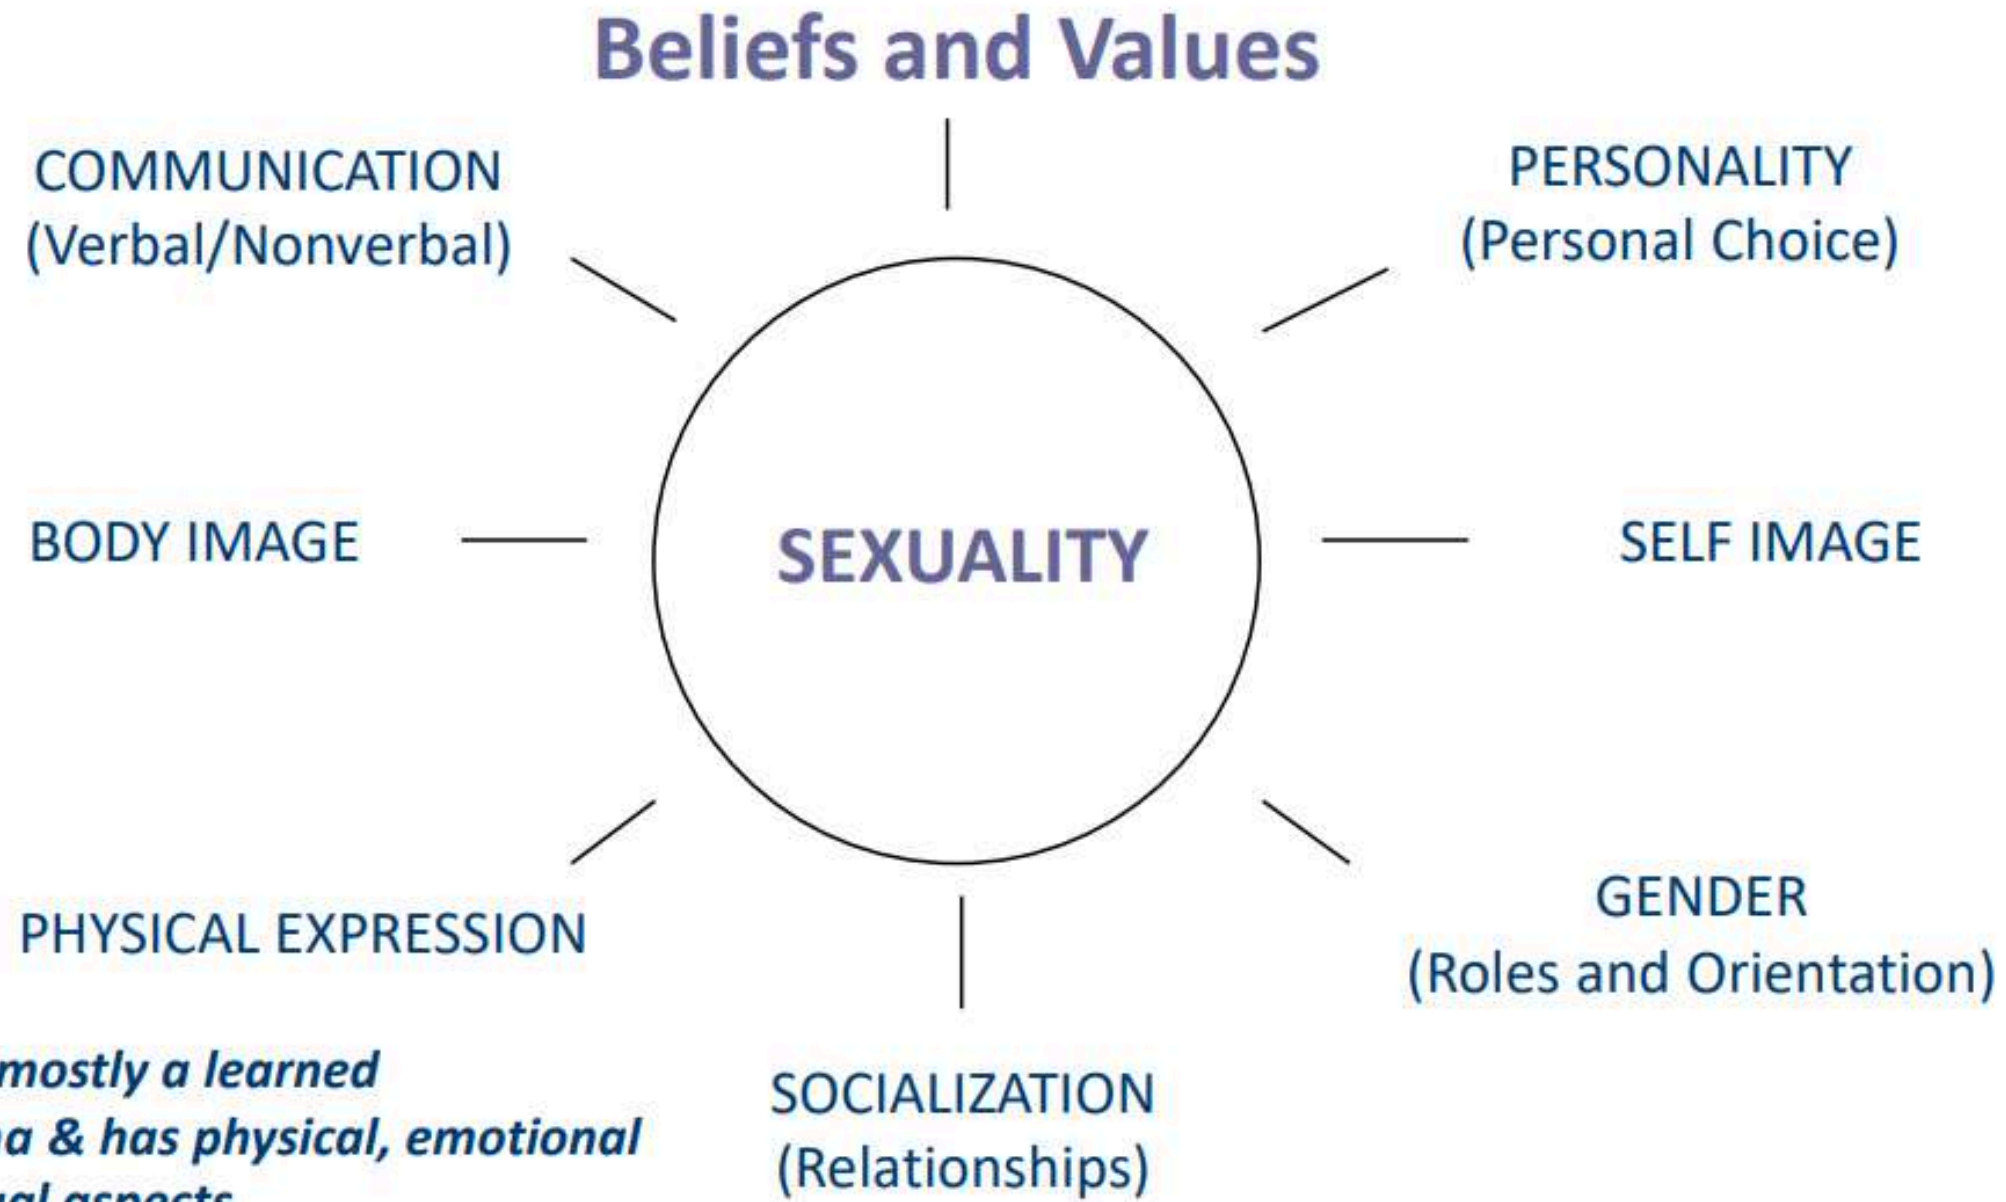 Beliefs and Values
COMMUNICATION
(Verbal/Nonverbal)
PERSONALITY
(Personal Choice)
BODY IMAGE
SEXUALITY
SELF IMAGE
PHYSICAL EXPRESSION
GENDER
(Roles and Orientation)
SOCIALIZATION
(Relationships)
mostly a learned
& has physical, emotional
aspects